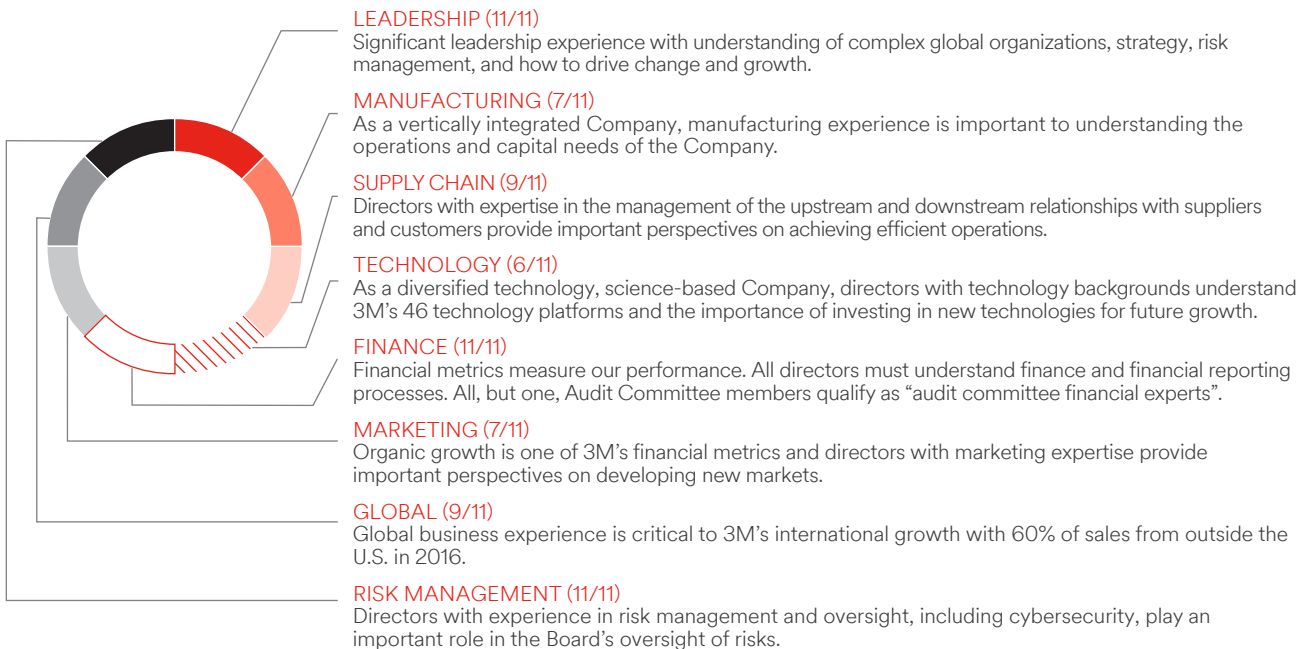 LEADERSHIP (11/11)
Significant leadership experience with understanding of complex global organizations, strategy, risk
management, and how to drive change and growth.
MANUFACTURING (7/11)
As a vertically integrated Company, manufacturing experience is important to understanding the
operations and capital needs of the Company.
SUPPLY CHAIN (9/11)
Directors with expertise in the management of the upstream and downstream relationships with suppliers
and customers provide important perspectives on achieving efficient operations.
TECHNOLOGY (6/11)
As a diversified technology, science-based Company, directors with technology backgrounds understand
3M’s 46 technology platforms and the importance of investing in new technologies for future growth.
FINANCE (11/11)
Financial metrics measure our performance. All directors must understand finance and financial reporting
processes. All, but one, Audit Committee members qualify as “audit committee financial experts”.
MARKETING (7/11)
Organic growth is one of 3M’s financial metrics and directors with marketing expertise provide
important perspectives on developing new markets.
GLOBAL (9/11)
Global business experience is critical to 3M’s international growth with 60% of sales from outside the
U.S. in 2016.
RISK MANAGEMENT (11/11)
Directors with experience in risk management and oversight, including cybersecurity, play an
important role in the Board’s oversight of risks.